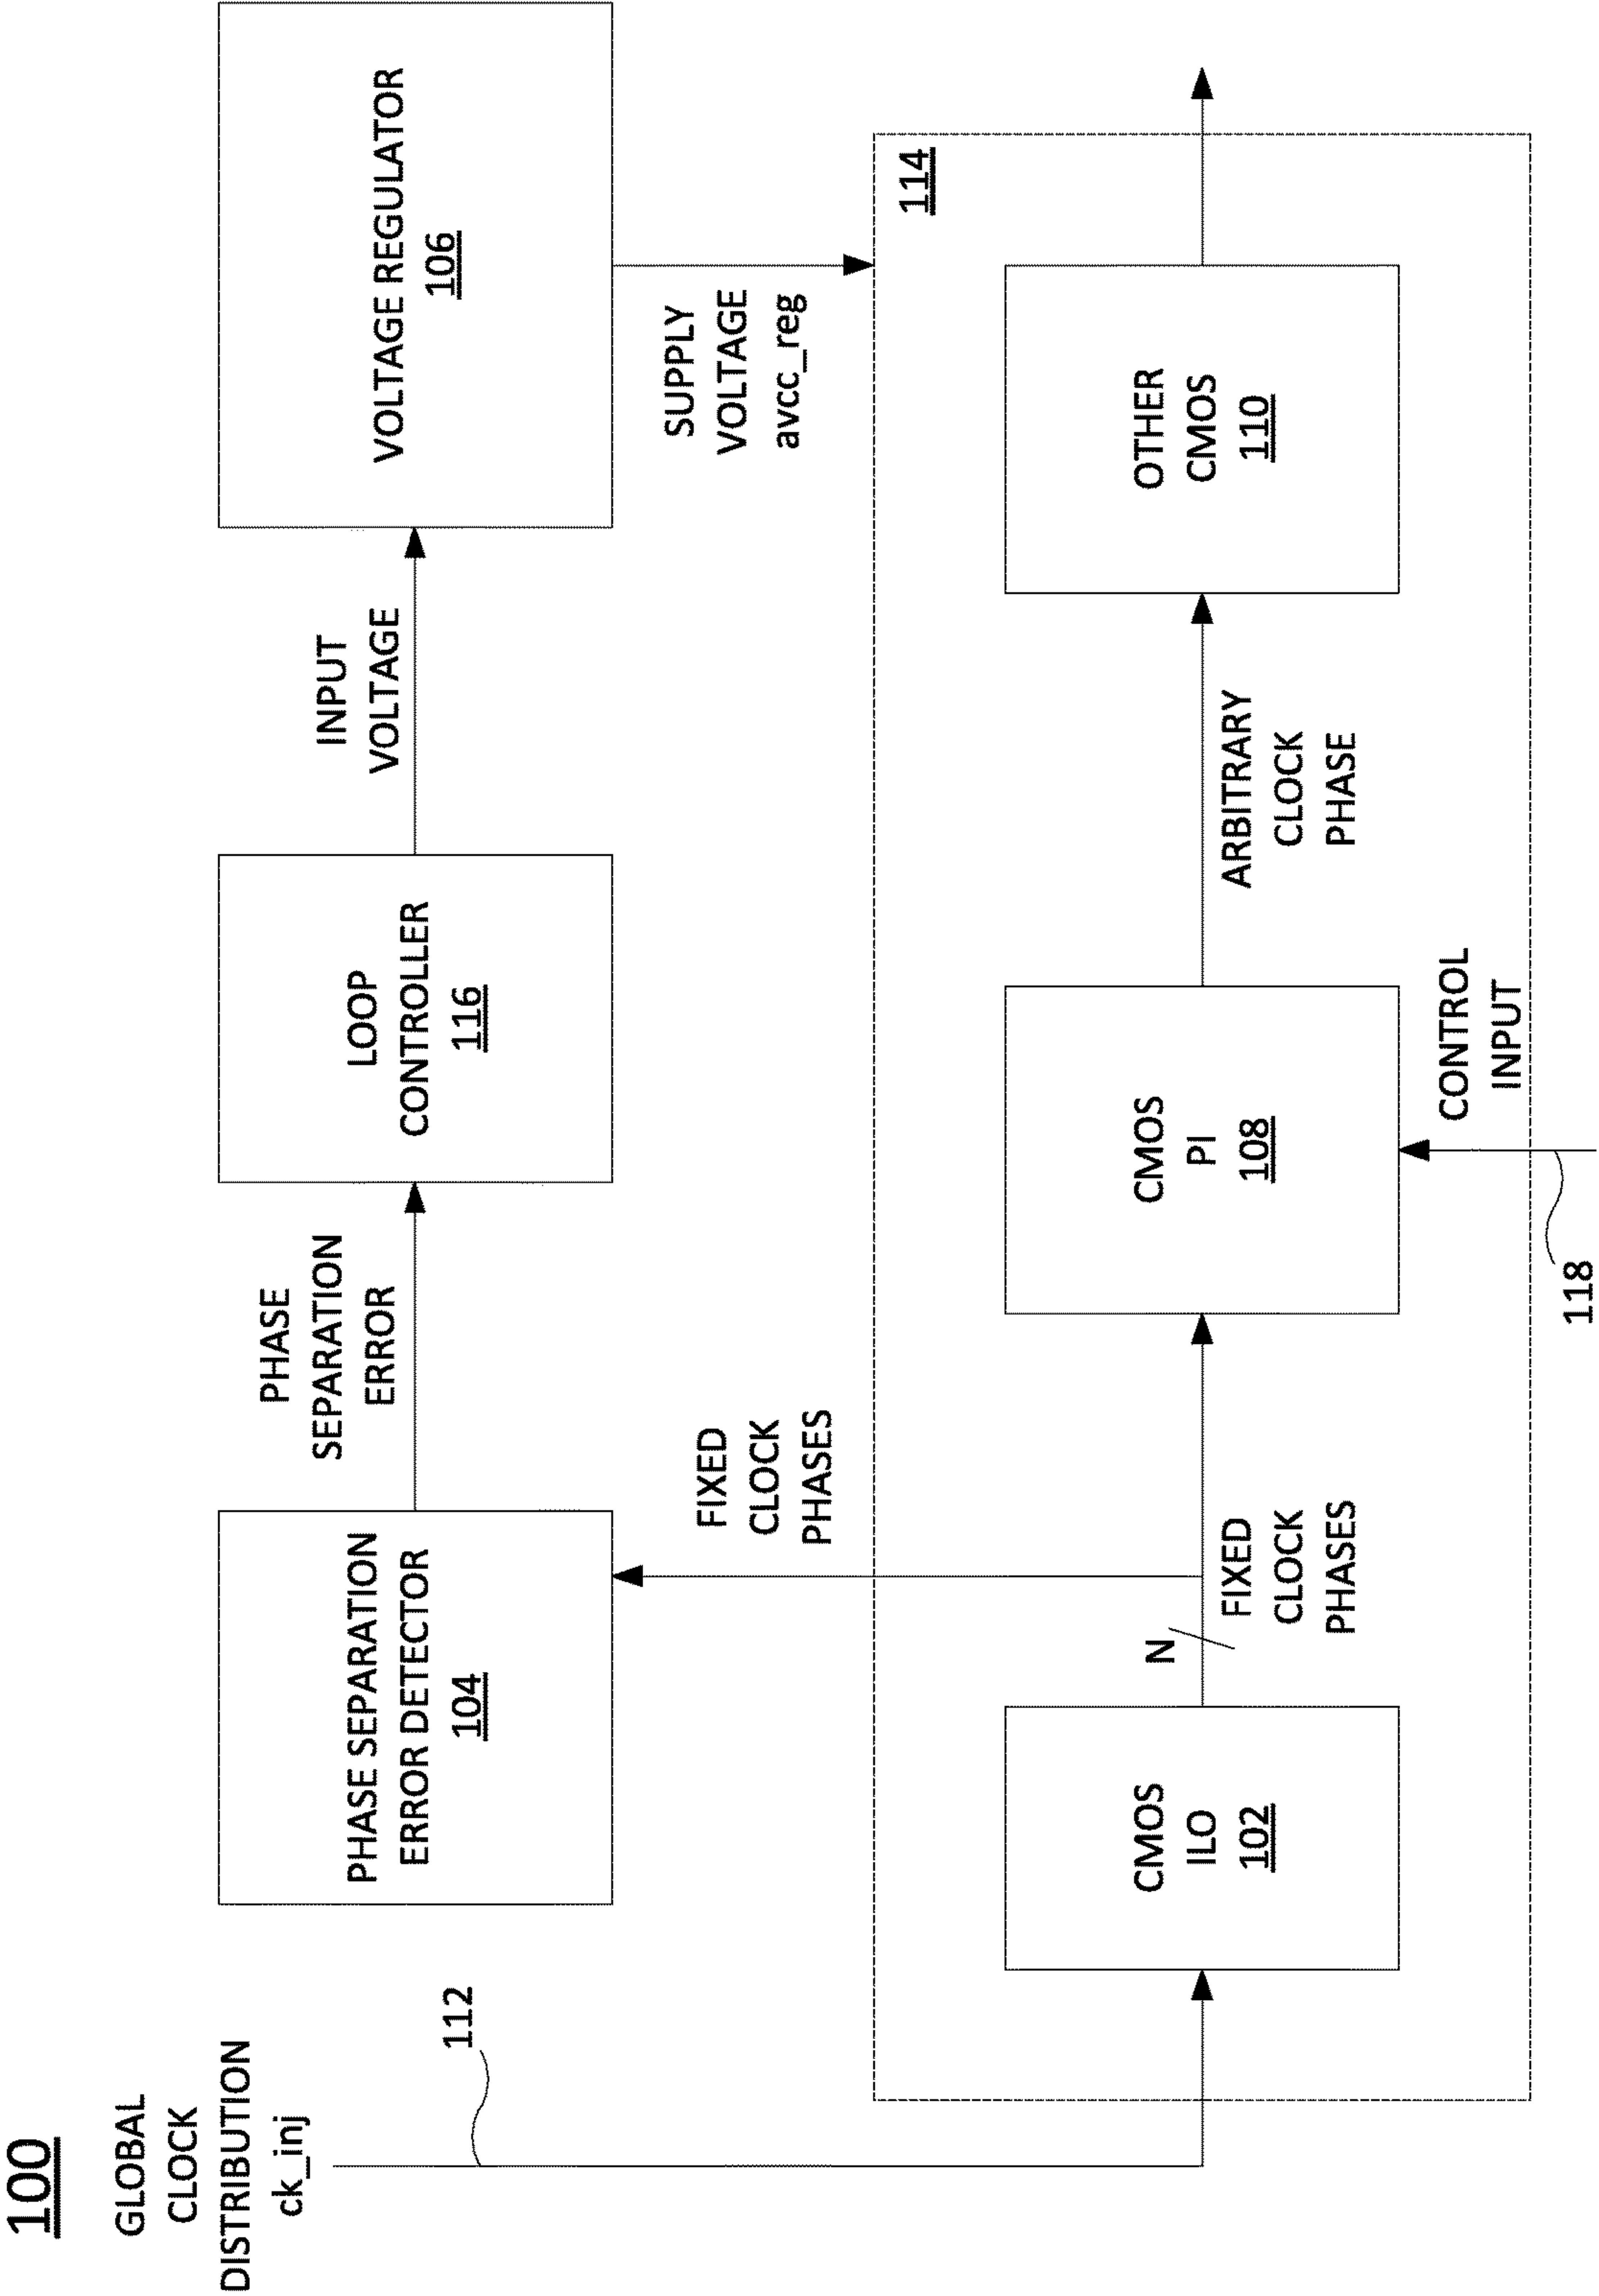 100
GLOBAL
CLOCK
DISTRIBUTION
ck_inj
112
PHASE SEPARATION
ERROR DETECTOR
104
PHASE
SEPARATION
ERROR
LOOP
CONTROLLER
116
INPUT
VOLTAGE
VOLTAGE REGULATOR
106
FIXED
CLOCK
PHASES
SUPPLY
VOLTAGE
avcc_reg
114
CMOS
ILO
102
N
FIXED
CLOCK
PHASES
CMOS
PI
108
ARBITRARY
CLOCK
PHASE
OTHER
CMOS
110
CONTROL
INPUT
118